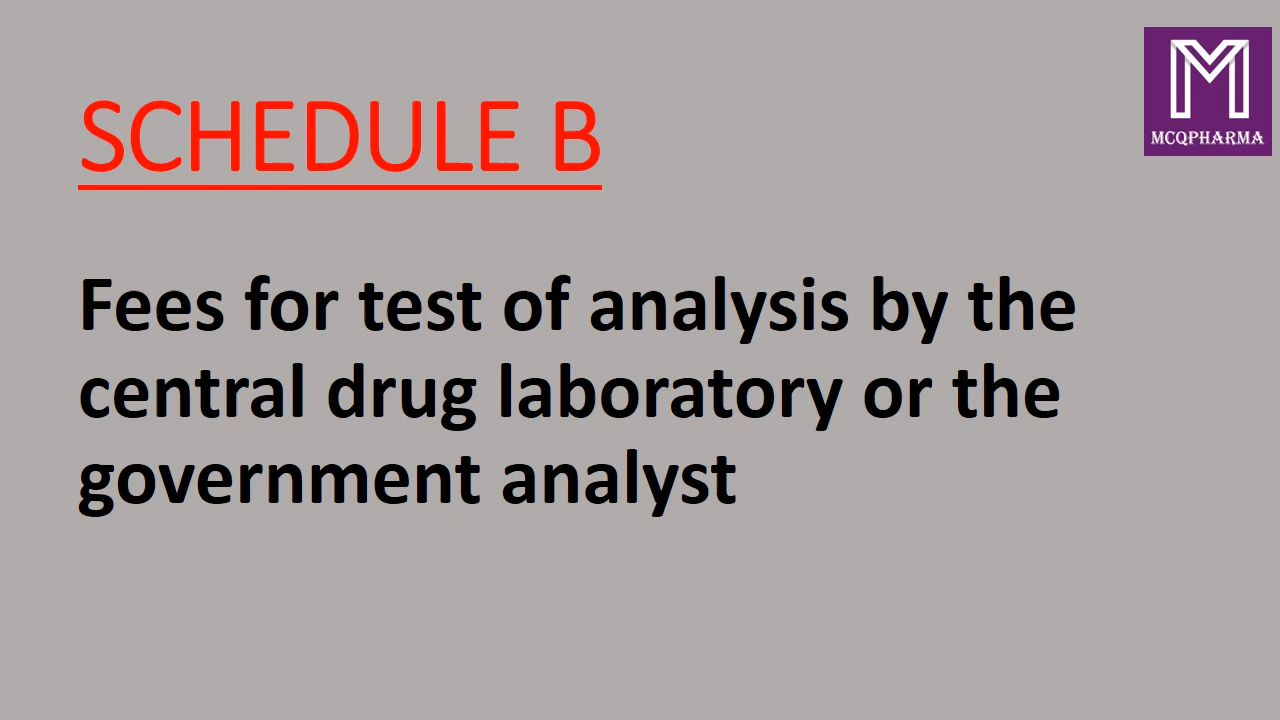 SCHEDULE B
MCQPHARMA
Fees for test of analysis by the
central drug laboratory or the
government analyst